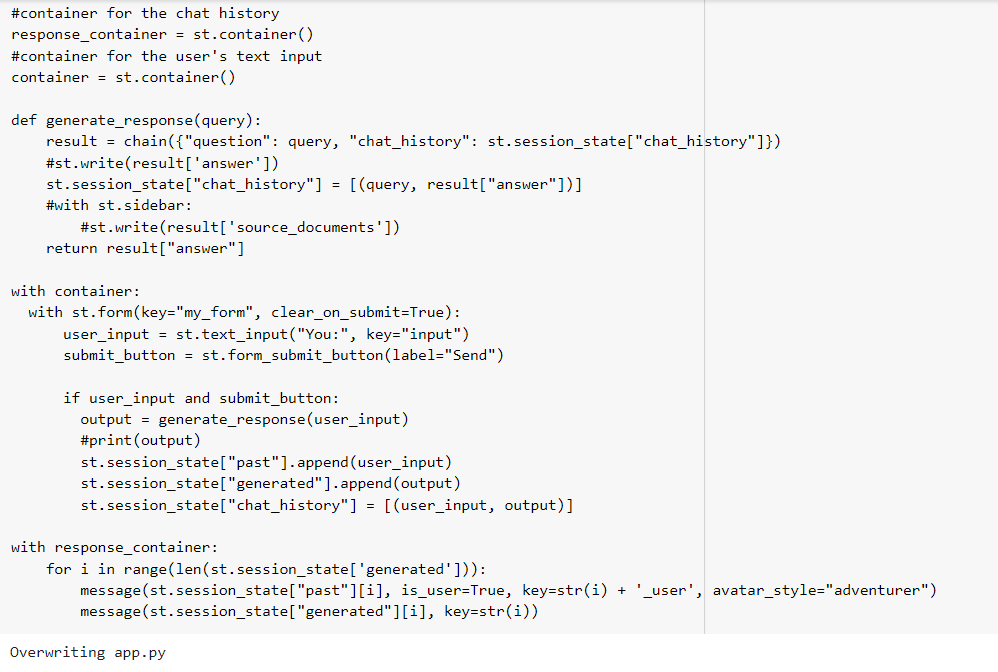 #container for the chat history
response_container = st.container()
#container for the user's text input
container = st.container()

def generate_response(query):
    result = chain({"question": query, "chat_history": st.session_state["chat_history"]})
    #st.write(result['answer'])
    st.session_state["chat_history"] = [(query, result["answer"])]
    #with st.sidebar:
        #st.write(result['source_documents'])
    return result["answer"]

with container:
  with st.form(key="my_form", clear_on_submit=True):
      user_input = st.text_input("You:", key="input")
      submit_button = st.form_submit_button(label="Send")

      if user_input and submit_button:
        output = generate_response(user_input)
        #print(output)
        st.session_state["past"].append(user_input)
        st.session_state["generated"].append(output)
        st.session_state["chat_history"] = [(user_input, output)]

with response_container:
    for i in range(len(st.session_state['generated'])):
        message(st.session_state["past"][i], is_user=True, key=str(i) + '_user', avatar_style="adventurer")
        message(st.session_state["generated"][i], key=str(i))
Overwriting app.py